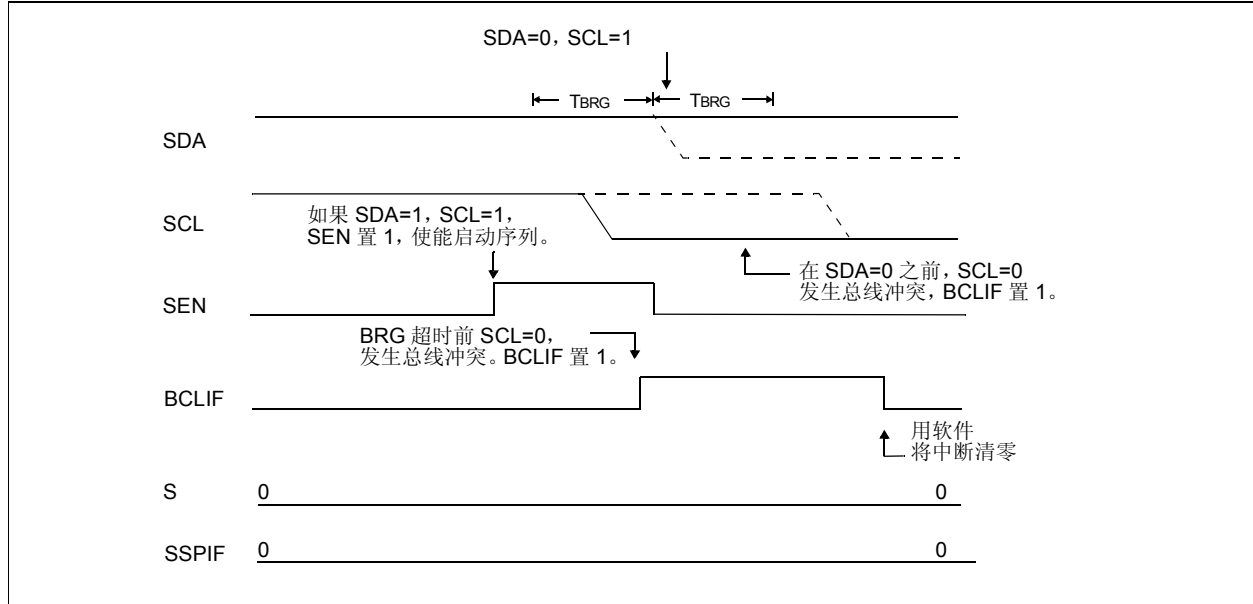 SDA=0，SCL=1
TBRG TBRG
SDA
SCL
如果 SDA=1，SCL=1，
SEN 置 1，使能启动序列。
在 SDA=0 之前，SCL=0
发生总线冲突，BCLIF 置 1。
SEN
BRG 超时前 SCL=0，
发生总线冲突。BCLIF 置 1。
BCLIF
用软件
将中断清零
S 0 0
SSPIF 0 0